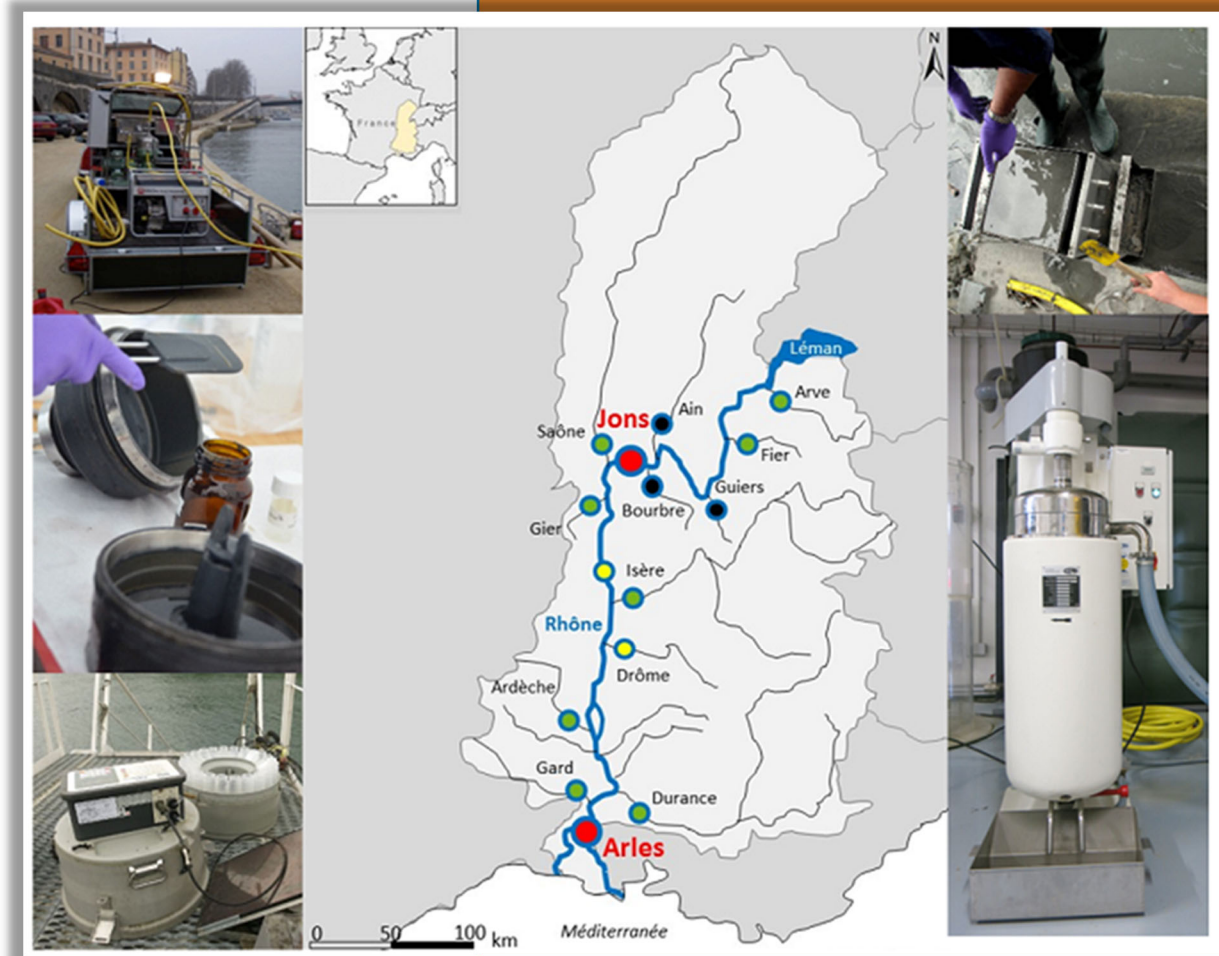 France
N
Léman
Arve
Ain
Jons
Saône
Fier
Guiers
Bourbre
Gier
Isère
Rhône
Drôme
Ardèche
Gard
Durance
Arles
0 50 100 km
Méditerranée